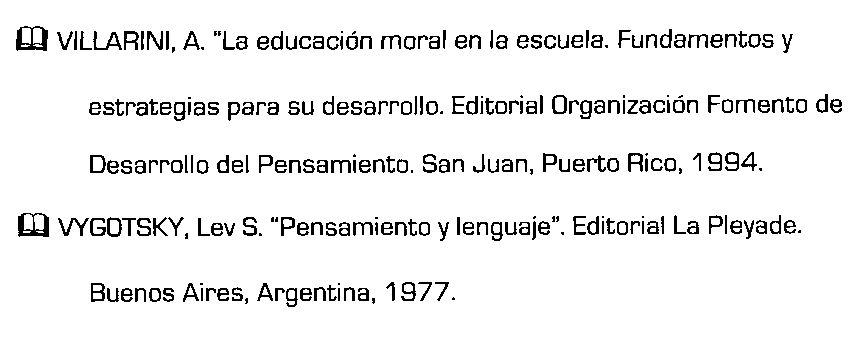 🕮 VILLARINI, A. "La educación moral en la escuela. Fundamentos y
estrategias para su desarrollo. Editorial Organización Fomento de
Desarrollo del Pensamiento. San Juan, Puerto Rico, 1994.
🕮 VYGOTSKY, Lev S. "Pensamiento y lenguaje". Editorial La Pleyade.
Buenos Aires, Argentina, 1977.